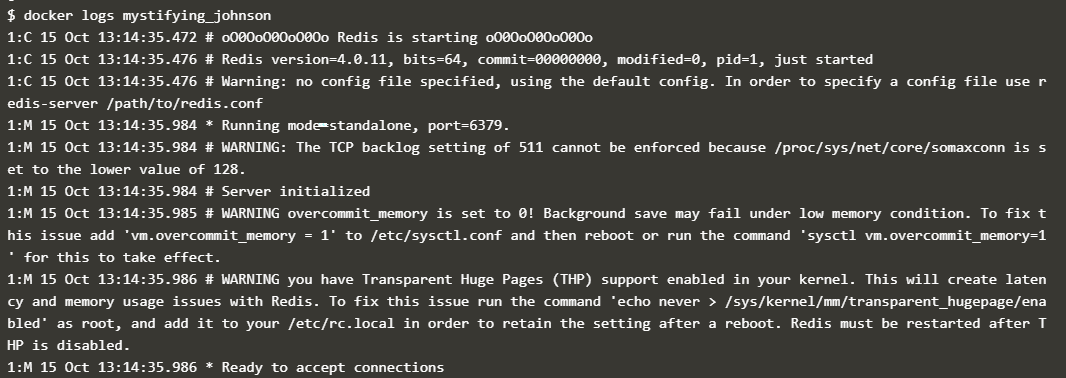 $ docker logs mystifying_johnson
1:C 15 Oct 13:14:35.472 # oO0OoO0OoO0Oo Redis is starting oO0OoO0OoO0Oo
1:C 15 Oct 13:14:35.476 # Redis version=4.0.11, bits=64, commit=00000000, modified=0, pid=1, just started
1:C 15 Oct 13:14:35.476 # Warning: no config file specified, using the default config. In order to specify a config file use r
edis-server /path/to/redis.conf
1:M 15 Oct 13:14:35.984 * Running mode=standalone, port=6379.
1:M 15 Oct 13:14:35.984 # WARNING: The TCP backlog setting of 511 cannot be enforced because /proc/sys/net/core/somaxconn is s
et to the lower value of 128.
1:M 15 Oct 13:14:35.984 # Server initialized
1:M 15 Oct 13:14:35.985 # WARNING overcommit_memory is set to 0! Background save may fail under low memory condition. To fix t
his issue add 'vm.overcommit_memory = 1' to /etc/sysctl.conf and then reboot or run the command 'sysctl vm.overcommit_memory=1
' for this to take effect.
1:M 15 Oct 13:14:35.986 # WARNING you have Transparent Huge Pages (THP) support enabled in your kernel. This will create laten
cy and memory usage issues with Redis. To fix this issue run the command 'echo never > /sys/kernel/mm/transparent_hugepage/ena
bled' as root, and add it to your /etc/rc.local in order to retain the setting after a reboot. Redis must be restarted after T
HP is disabled.
1:M 15 Oct 13:14:35.986 * Ready to accept connections